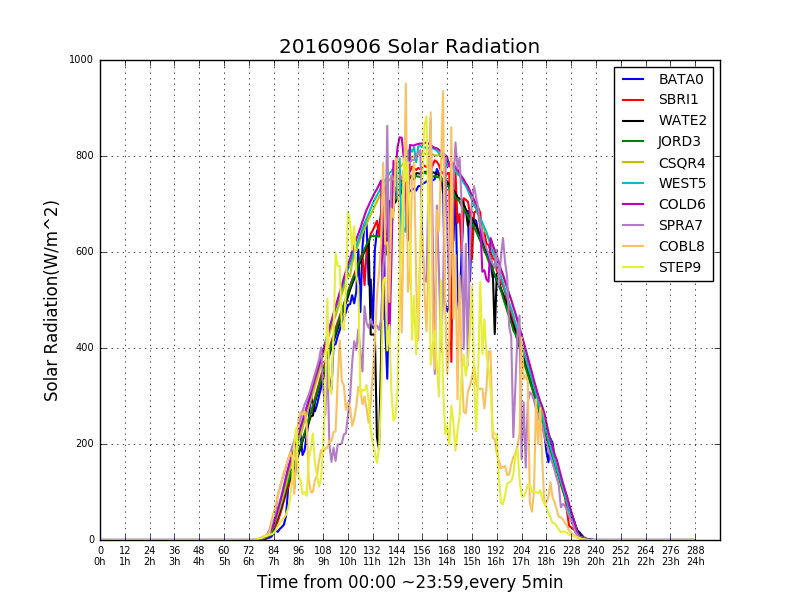 20160906 Solar Radiation
Solar Radiation(W/m^2)
1000
800
600
400
200
0
BATA0
SBRI1
WATE2
JORD3
CSQR4
WEST5
COLD6
SPRA7
COBL8
STEP9
0 12 24 36 48 60 72 84 96 108 120 132 144 156 168 180 192 204 216 228 240 252 264 276 288
0h 1h 2h 3h 4h 5h 6h 7h 8h 9h 10h 11h 12h 13h 14h 15h 16h 17h 18h 19h 20h 21h 22h 23h 24h
Time from 00:00 ~23:59,every 5min